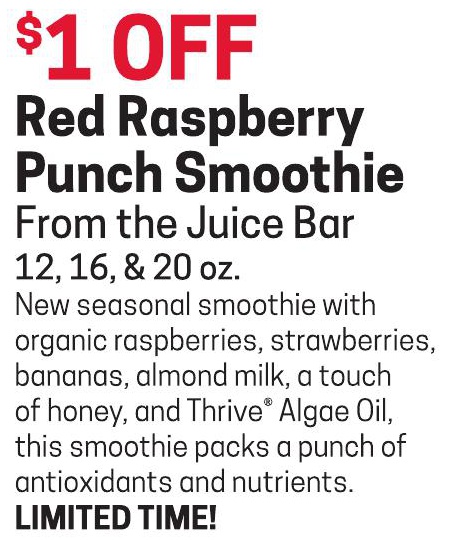 $1 OFF
Red Raspberry
Punch Smoothie
From the Juice Bar
12, 16, & 20 oz.
New seasonal smoothie with
organic raspberries, strawberries,
bananas, almond milk, a touch
of honey, and Thrive® Algae Oil,
this smoothie packs a punch of
antioxidants and nutrients.
LIMITED TIME!